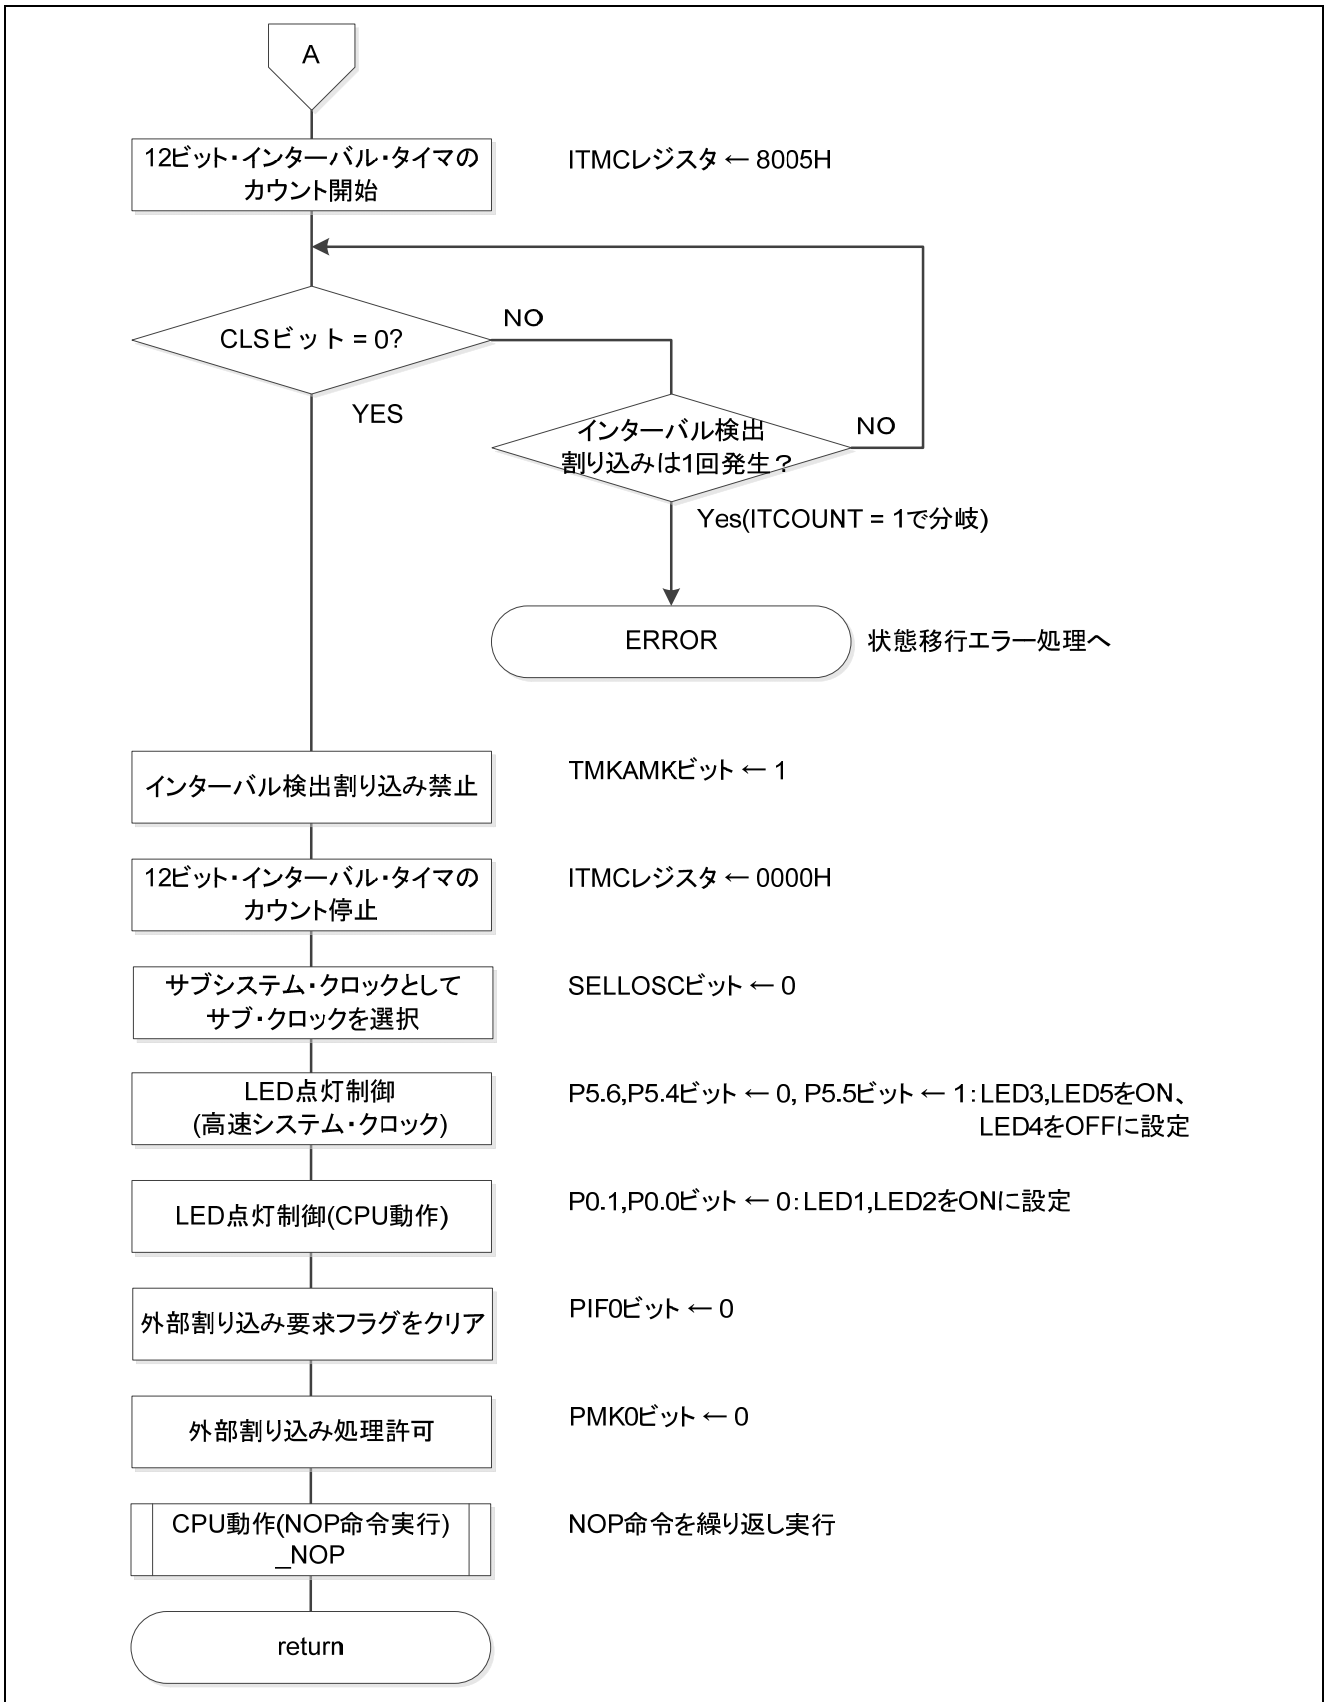 A
12ビット・インターバル・タイマの
カウント開始
ITMCレジスタ ← 8005H
CLSビット = 0?
NO
YES
インターバル検出
割り込みは1回発生?
NO
Yes(ITCOUNT = 1で分岐)
ERROR
状態移行エラー処理へ
インターバル検出割り込み禁止
TMKAMKビット ← 1
12ビット・インターバル・タイマの
カウント停止
ITMCレジスタ ← 0000H
サブシステム・クロックとして
サブ・クロックを選択
SELLOSCビット ← 0
LED点灯制御
(高速システム・クロック)
P5.6,P5.4ビット ← 0, P5.5ビット ← 1:LED3,LED5をON、
LED4をOFFに設定
LED点灯制御(CPU動作)
P0.1,P0.0ビット ← 0:LED1,LED2をONに設定
外部割り込み要求フラグをクリア
PIF0ビット ← 0
外部割り込み処理許可
PMK0ビット ← 0
CPU動作(NOP命令実行)
_NOP
NOP命令を繰り返し実行
return